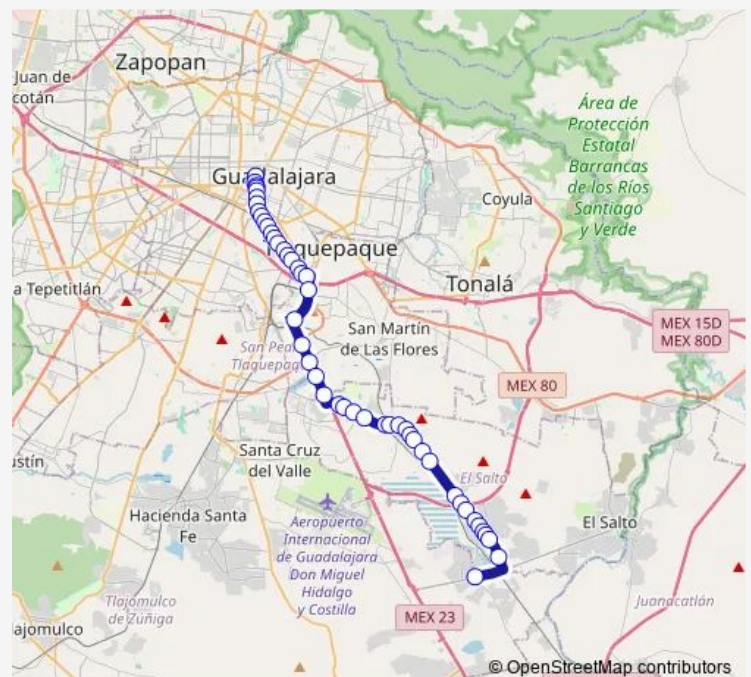 Zapopan
Juan de
cotán
Área de
Protección
Estatal
Barrancas
de los Ríos
Santiago
y Verde
Guadalajara
Coyula
Tlaquepaque
a Tepetitlán
Tonalá
MEX 15D
MEX 80D
San Martín
de Las Flores
San Pedro
Tlaquepaque
MEX 80
ustín
Santa Cruz
del Valle
El Salto
Hacienda Santa
Fe
Aeropuerto
Internacional
de Guadalajara
Don Miguel
Hidalgo
y Costilla
El Salto
Tlajomulco
de Zúñiga
Juanacatlán
lajomulco
MEX 23
© OpenStreetMap contributors